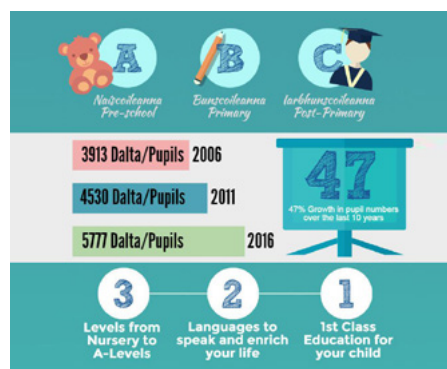 A
B
C
Naíscoileanna
Pre-school
Bunscoileanna
Primary
Iarbhunscoileanna
Post-Primary
3913 Dalta/Pupils 2006
4530 Dalta/Pupils 2011
5777 Dalta/Pupils 2016
47
47% Growth in pupil numbers
over the last 10 years
3
Levels from
Nursery to
A-Levels
2
Languages to
speak and enrich
your life
1
1st Class
Education for
your child